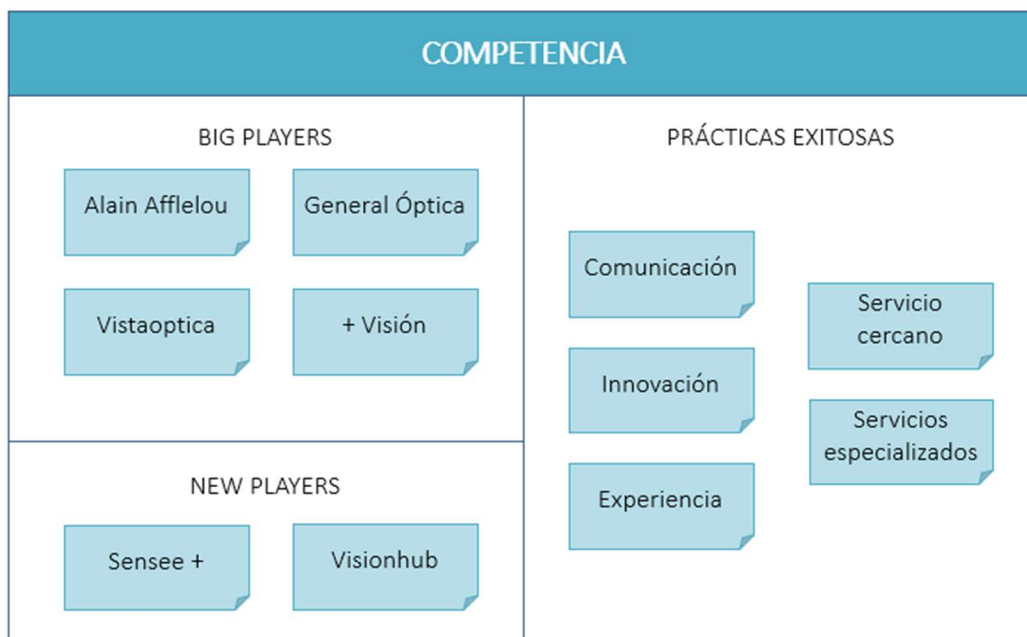 COMPETENCIA
BIG PLAYERS
Alain Afflelou
General Óptica
Vistaoptica
+ Visión
NEW PLAYERS
Sensee +
Visionhub
PRÁCTICAS EXITOSAS
Comunicación
Innovación
Experiencia
Servicio
cercano
Servicios
especializados